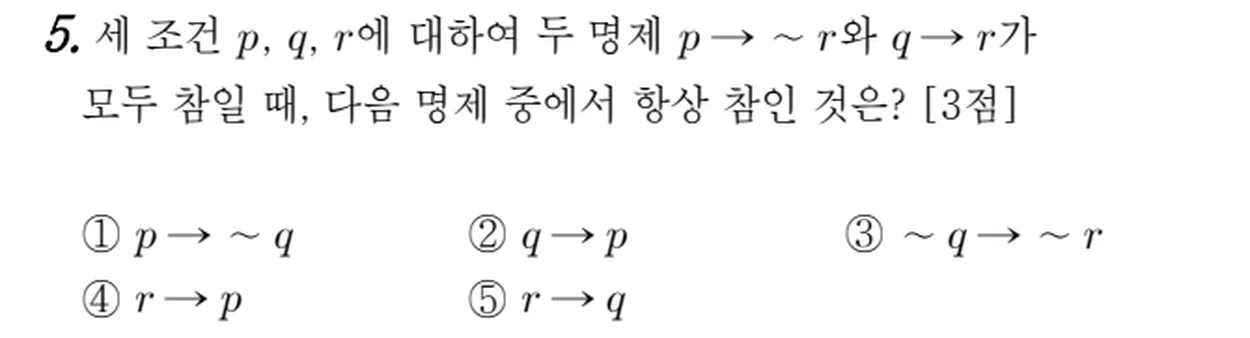 5. 세 조건 p, q, r에 대하여 두 명제 p → ~ r와 q → r가
모두 참일 때, 다음 명제 중에서 항상 참인 것은? [3점]
① p → ~ q ② q → p ③ ~ q → ~ r
④ r → p ⑤ r → q